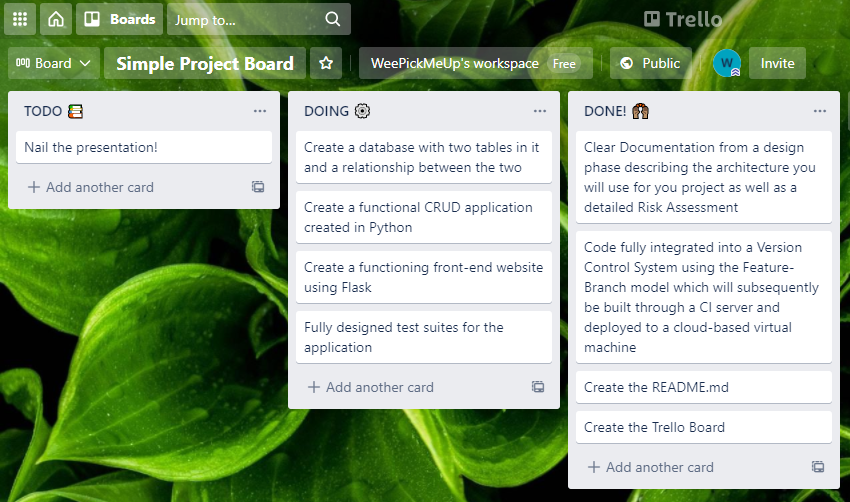 Boards
Jump to...
Trello
Board
Simple Project Board
WeePickMeUp's workspace
Free
Public
W
Invite
TODO
Nail the presentation!
Add another card
DOING
Create a database with two tables in it
and a relationship between the two
Create a functional CRUD application
created in Python
Create a functioning front-end website
using Flask
Fully designed test suites for the
application
Add another card
DONE!
Clear Documentation from a design
phase describing the architecture you
will use for you project as well as a
detailed Risk Assessment
Code fully integrated into a Version
Control System using the Feature-
Branch model which will subsequently
be built through a CI server and
deployed to a cloud-based virtual
machine
Create the README.md
Create the Trello Board
Add another card